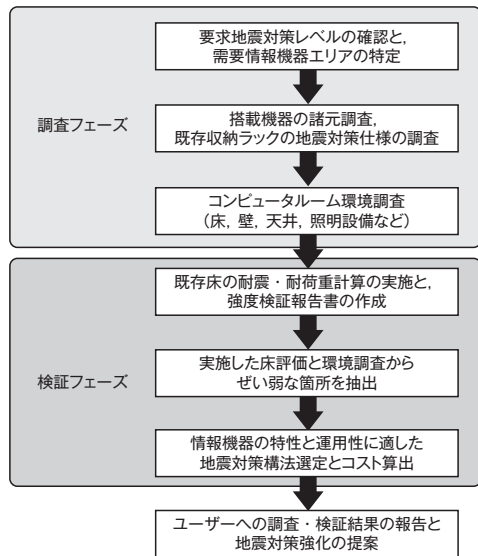 要求地震対策レベルの確認と,
需要情報機器エリアの特定
調査フェーズ
搭載機器の諸元調査,
既存収納ラックの地震対策仕様の調査
コンピュータルーム環境調査
(床, 壁, 天井, 照明設備など)
既存床の耐震・耐荷重計算の実施と,
強度検証報告書の作成
検証フェーズ
実施した床評価と環境調査から
ぜい弱な箇所を抽出
情報機器の特性と運用性に適した
地震対策構法選定とコスト算出
ユーザーへの調査・検証結果の報告と
地震対策強化の提案